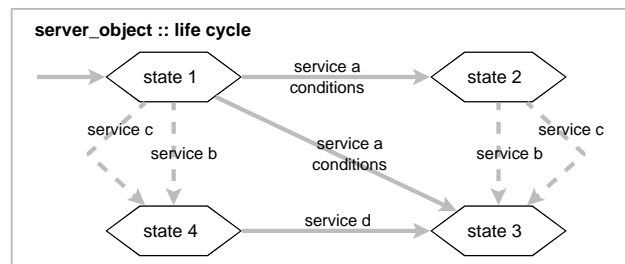 server_object :: life cycle
state 1
service a
conditions
state 2
service c
service b
service a
conditions
service b
service c
state 4
service d
state 3